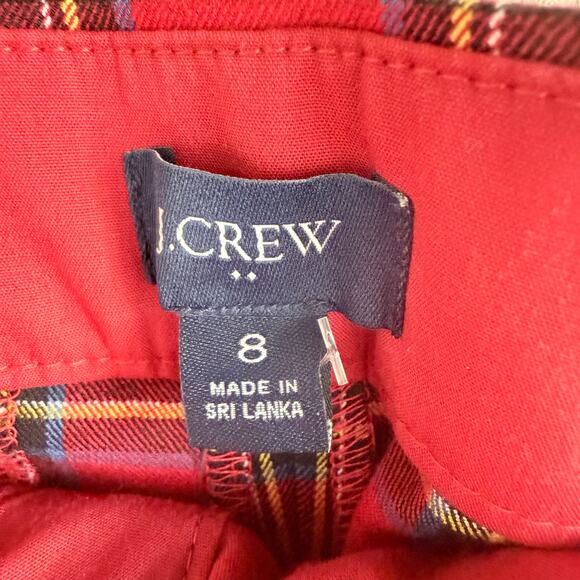 J.CREW
8
MADE IN
SRI LANKA